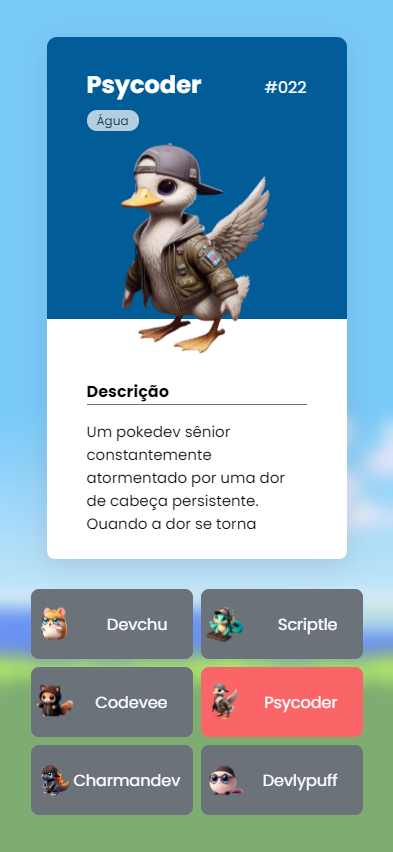 Psycoder
#022
Água
Descrição
Um pokedev sênior
constantemente
atormentado por uma dor
de cabeça persistente.
Quando a dor se torna
Devchu
Scriptle
Codevee
Psycoder
Charmandev
Devlypuff